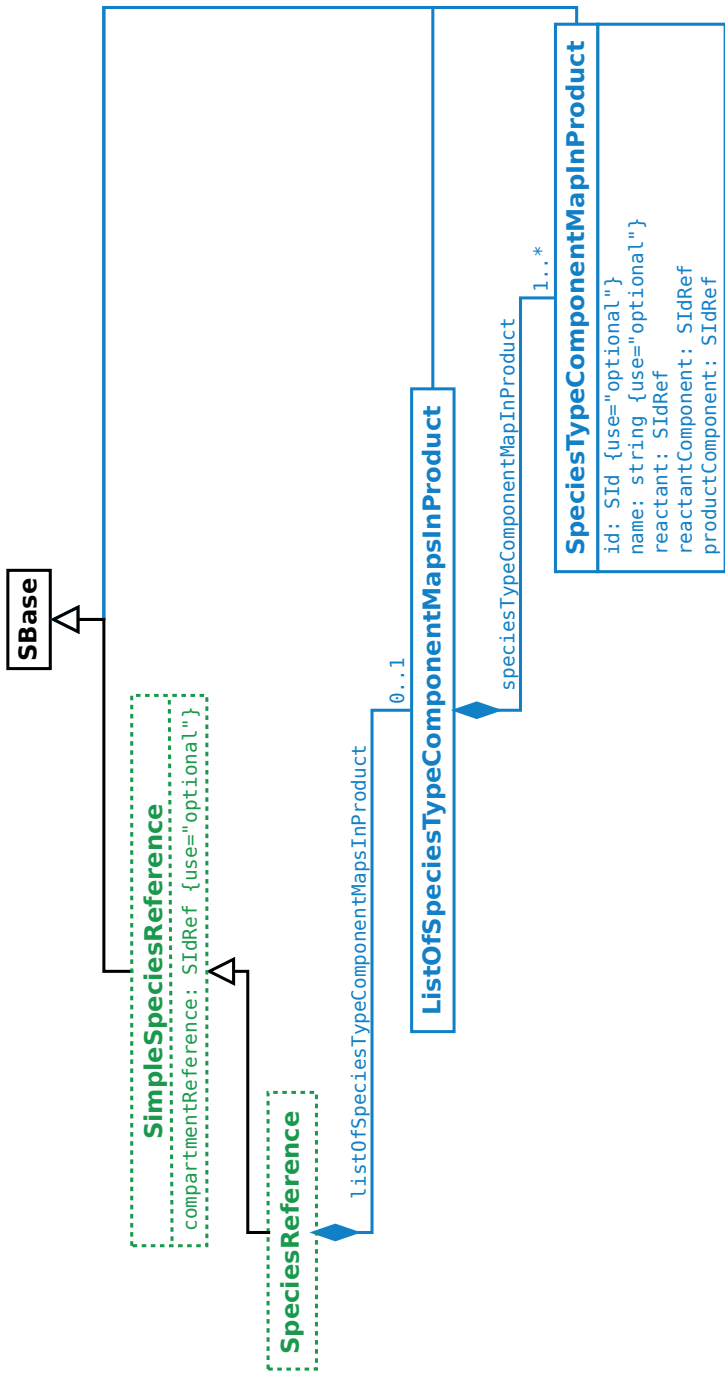 SBase
SimpleSpeciesReference
compartmentReference: SIdRef {use="optional"}
SpeciesReference
listOfSpeciesTypeComponentMapsInProduct
0..1
ListOfSpeciesTypeComponentMapsInProduct
speciesTypeComponentMapInProduct
1..*
SpeciesTypeComponentMapInProduct
id: SId {use="optional"}
name: string {use="optional"}
reactant: SIdRef
reactantComponent: SIdRef
productComponent: SIdRef